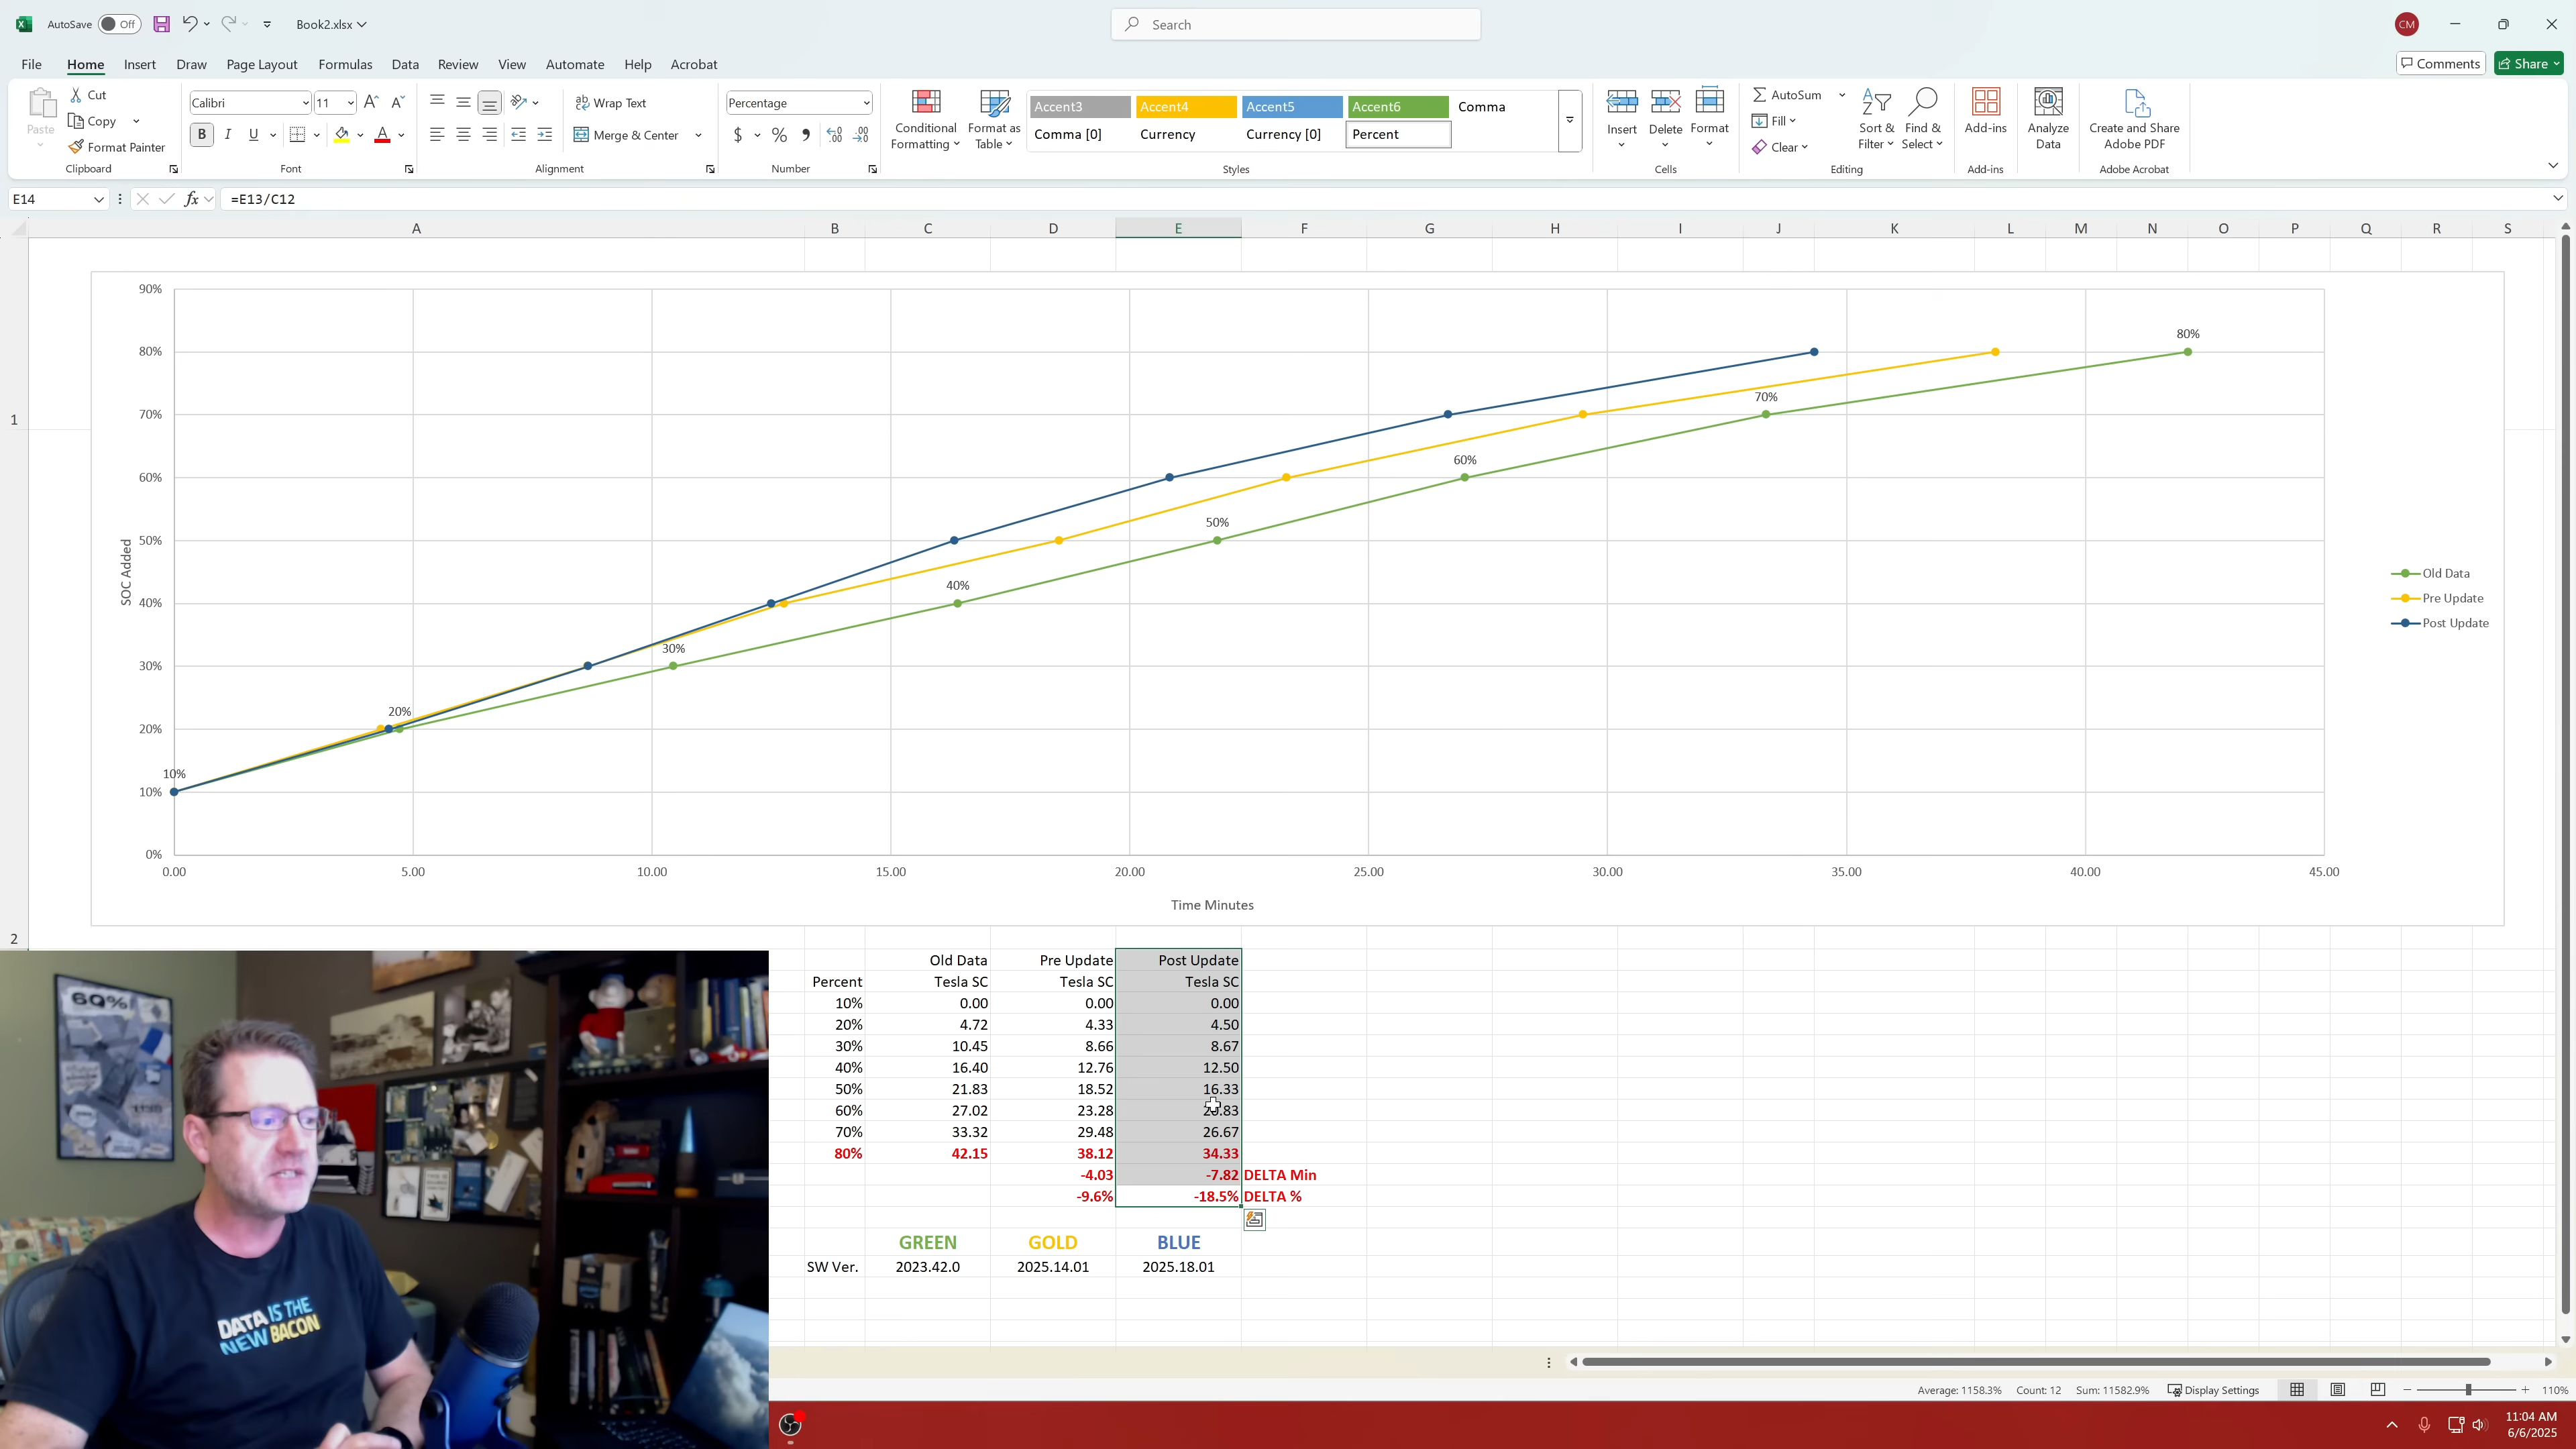 AutoSave Off Book2.xlsx Search CM
File Home Insert Draw Page Layout Formulas Data Review View Automate Help Acrobat Comments Share
Paste Cut Copy Format Painter Clipboard
Calibri 11 B I U Font
Wrap Text Merge & Center Alignment
Percentage $ % Number
Conditional Formatting Format as Table
Accent3 Accent4 Accent5 Accent6 Comma
Comma [0] Currency Currency [0] Percent
Styles
Insert Delete Format Cells
AutoSum Fill Clear Sort & Filter Find & Select Editing
Add-ins Add-ins
Analyze Data
Create and Share Adobe PDF Adobe Acrobat
E14 fx =E13/C12
A B C D E F G H I J K L M N O P Q R S
1
2
90%
80%
70%
60%
50%
40%
30%
20%
10%
0%
SOC Added
10% 20% 30% 40% 50% 60% 70% 80%
0.00 5.00 10.00 15.00 20.00 25.00 30.00 35.00 40.00 45.00
Time Minutes
Old Data
Pre Update
Post Update
Old Data Pre Update Post Update
Percent Tesla SC Tesla SC Tesla SC
10% 0.00 0.00 0.00
20% 4.72 4.33 4.50
30% 10.45 8.66 8.67
40% 16.40 12.76 12.50
50% 21.83 18.52 16.33
60% 27.02 23.28 20.83
70% 33.32 29.48 26.67
80% 42.15 38.12 34.33
-4.03 -7.82 DELTA Min
-9.6% -18.5% DELTA %
GREEN GOLD BLUE
SW Ver. 2023.42.0 2025.14.01 2025.18.01
60%
DATA IS THE
NEW BACON
Average: 1158.3% Count: 12 Sum: 11582.9% Display Settings 110%
11:04 AM
6/6/2025